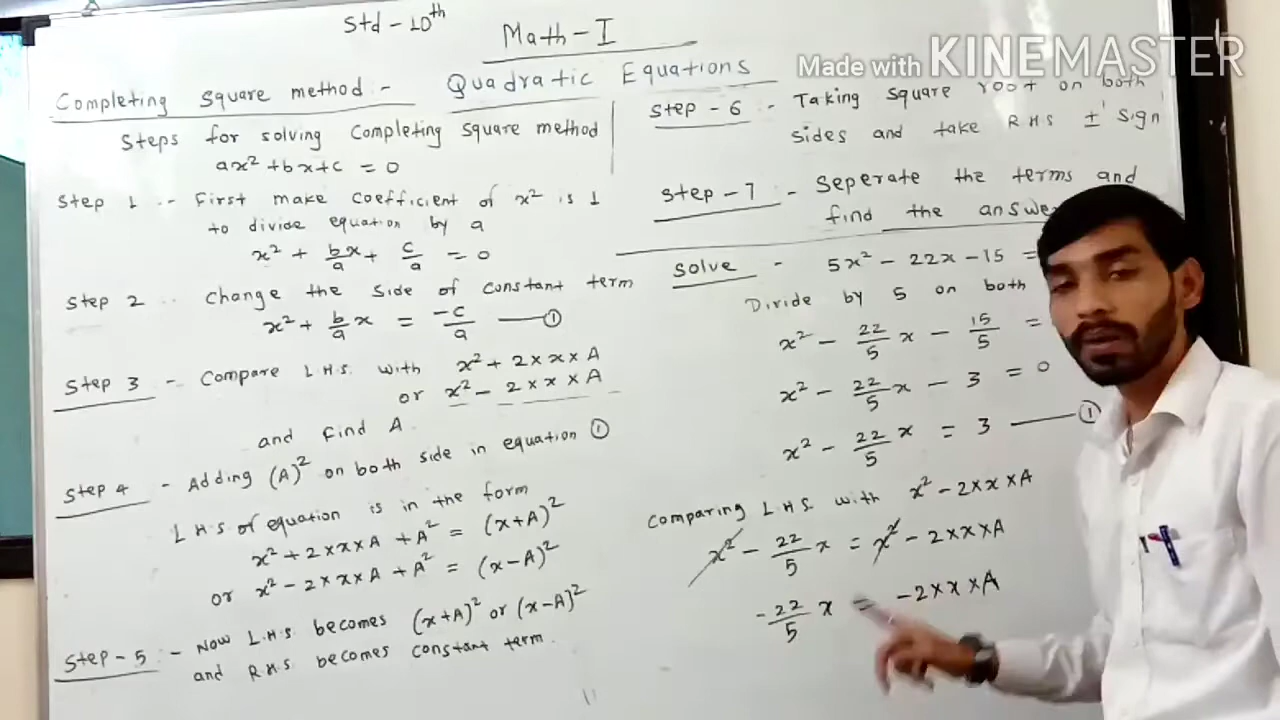 Std - 10th
Math - I
Made with KINEMASTER
Quadratic Equations
Completing square method :-
Steps for solving completing square method
ax² + bx + c = 0
Step 1 :- First make coefficient of x² is 1
to divide equation by a
x² + bx/a + c/a = 0
Step 2 :- Change the side of constant term
x² + b/a x = -c/a —— ①
Step 3 - Compare L.H.S. with x² + 2 × x × A
or x² - 2 × x × A
and find A
Step 4 - Adding (A)² on both side in equation ①
L.H.S of equation is in the form
x² + 2 × x × A + A² = (x+A)²
or x² - 2 × x × A + A² = (x-A)²
Step - 5 :- Now L.H.S. becomes (x+A)² or (x-A)²
and R.H.S becomes constant term.
Step - 6 :- Taking square root on both
sides and take RHS ± sign
Step - 7 :- Seperate the terms and
find the answer
Solve - 5x² - 22x - 15 =
Divide by 5 on both
x² - 22/5 x - 15/5 =
x² - 22/5 x - 3 = 0
x² - 22/5 x = 3 —— ①
Comparing L.H.S. with x² - 2×x×A
x² - 22/5 x = x² - 2×x×A
-22/5 x = -2×x×A